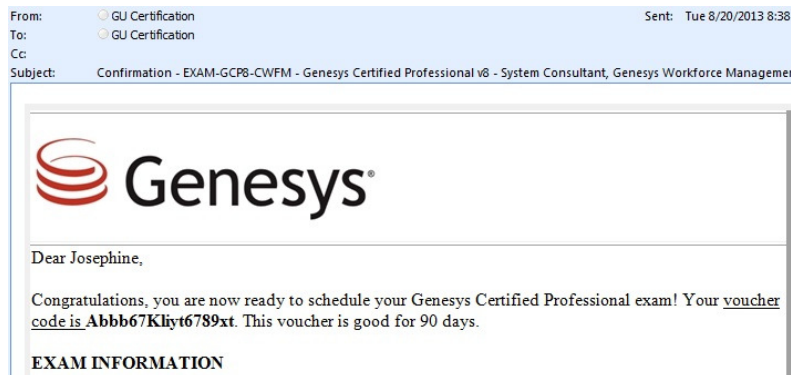 From: GU Certification Sent: Tue 8/20/2013 8:38
To: GU Certification
Cc:
Subject: Confirmation - EXAM-GCP8-CWFM - Genesys Certified Professional v8 - System Consultant, Genesys Workforce Manageme
Genesys®
Dear Josephine,
Congratulations, you are now ready to schedule your Genesys Certified Professional exam! Your voucher
code is Abbb67Kliyt6789xt. This voucher is good for 90 days.
EXAM INFORMATION